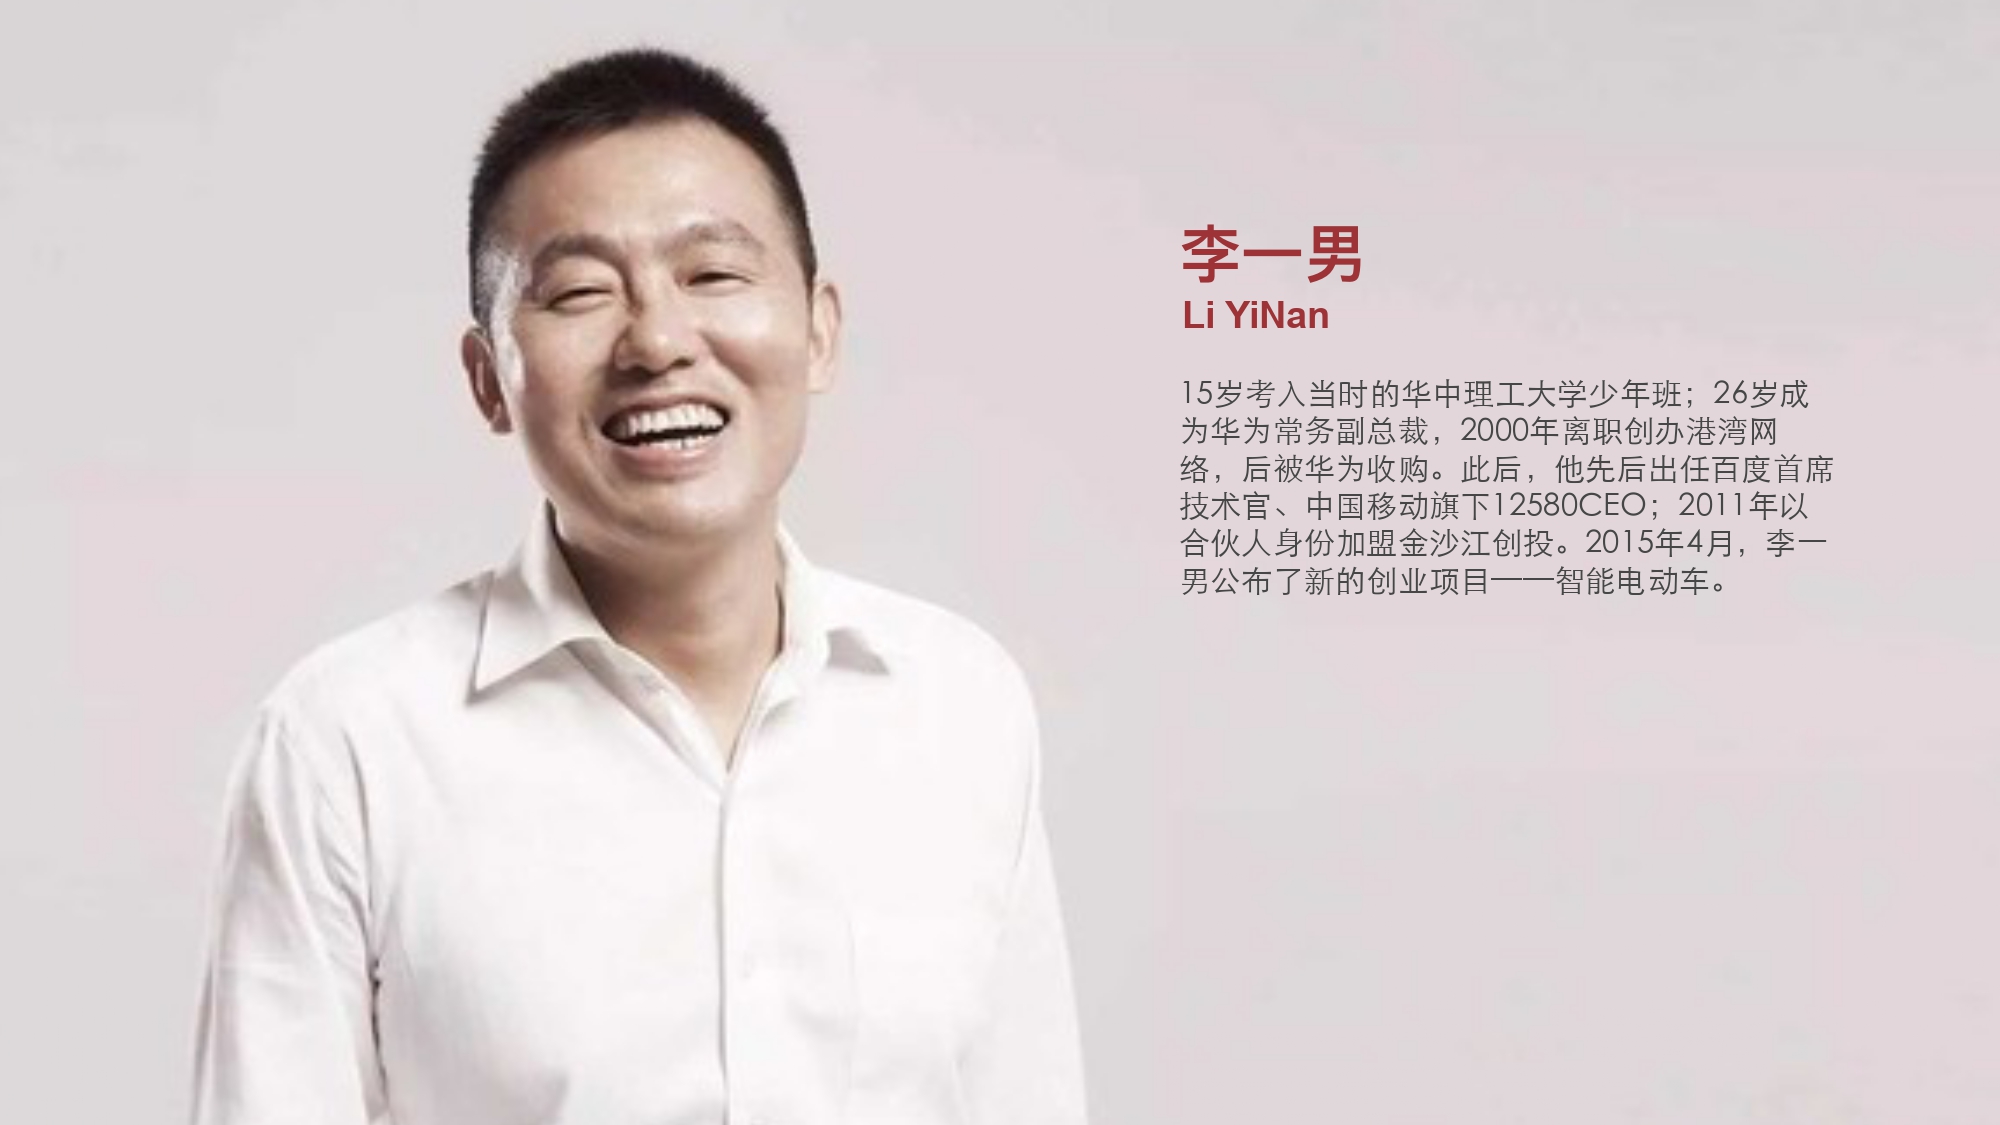 李一男
Li YiNan
15岁考入当时的华中理工大学少年班；26岁成
为华为常务副总裁，2000年离职创办港湾网
络，后被华为收购。此后，他先后出任百度首席
技术官、中国移动旗下12580CEO；2011年以
合伙人身份加盟金沙江创投。2015年4月，李一
男公布了新的创业项目——智能电动车。